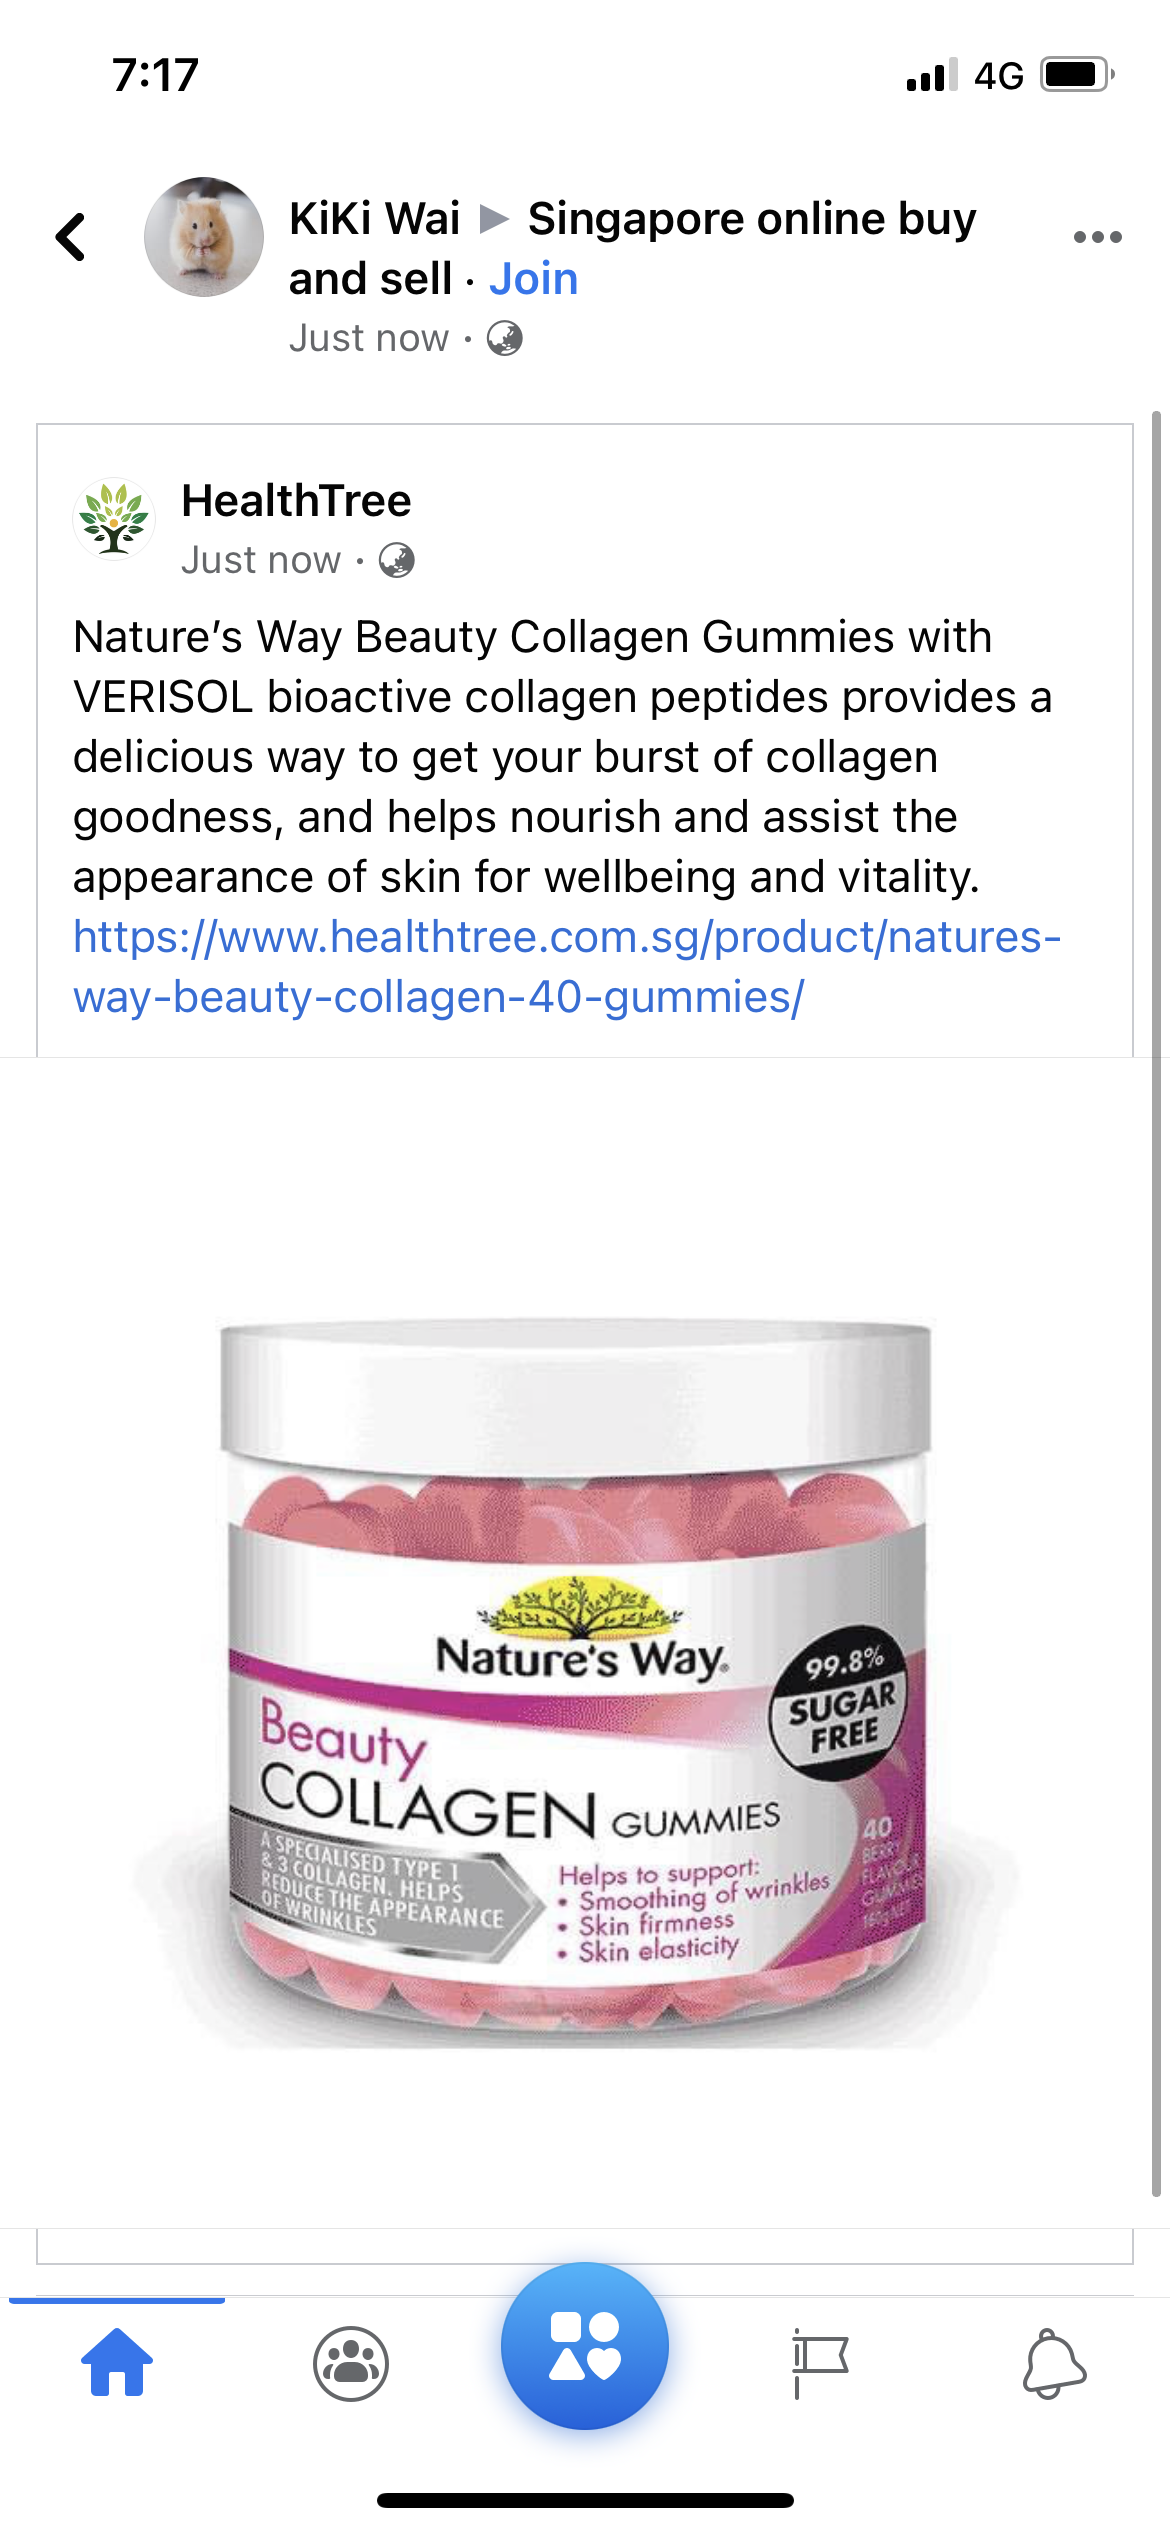 7:17
4G
KiKi Wai ▶ Singapore online buy
and sell · Join
Just now ·
HealthTree
Just now ·
Nature's Way Beauty Collagen Gummies with
VERISOL bioactive collagen peptides provides a
delicious way to get your burst of collagen
goodness, and helps nourish and assist the
appearance of skin for wellbeing and vitality.
https://www.healthtree.com.sg/product/natures-
way-beauty-collagen-40-gummies/
Nature's Way®
99.8%
SUGAR
FREE
Beauty
COLLAGEN GUMMIES
A SPECIALISED TYPE 1
& 3 COLLAGEN. HELPS
REDUCE THE APPEARANCE
OF WRINKLES
Helps to support:
• Smoothing of wrinkles
• Skin firmness
• Skin elasticity
40
BERRY
FLAVOUR
GUMMIES